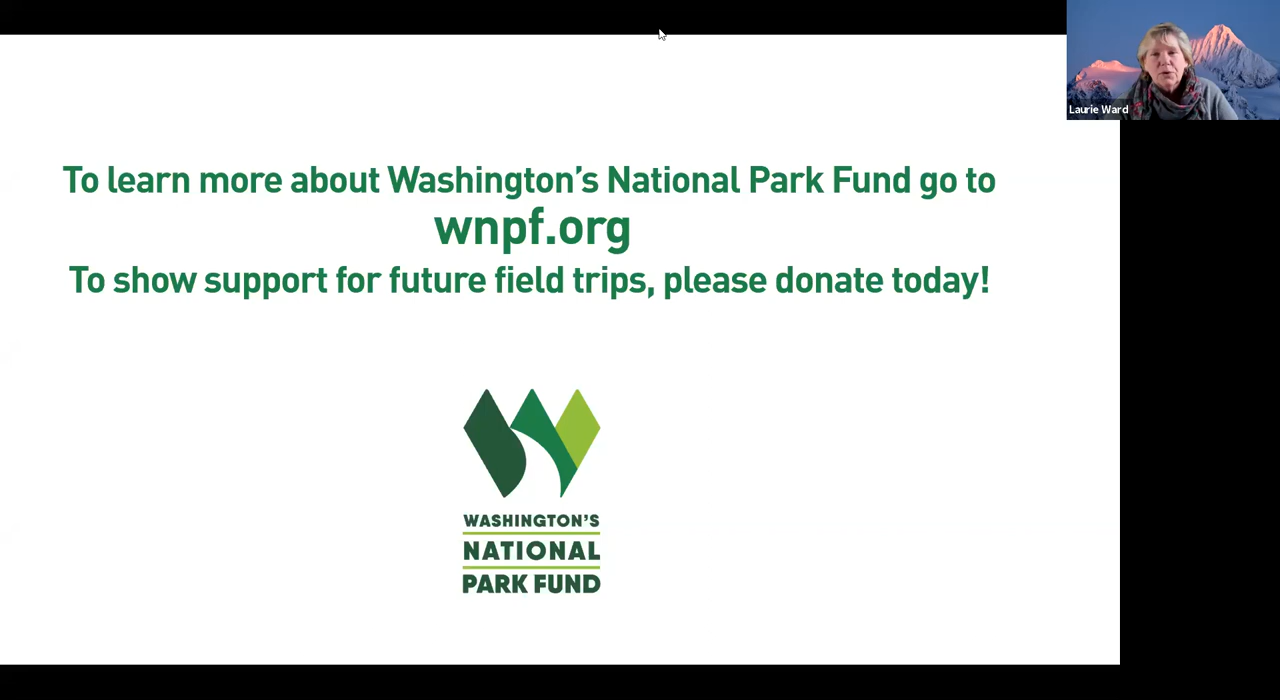 Laurie Ward
To learn more about Washington’s National Park Fund go to
wnpf.org
To show support for future field trips, please donate today!
WASHINGTON’S
NATIONAL
PARK FUND